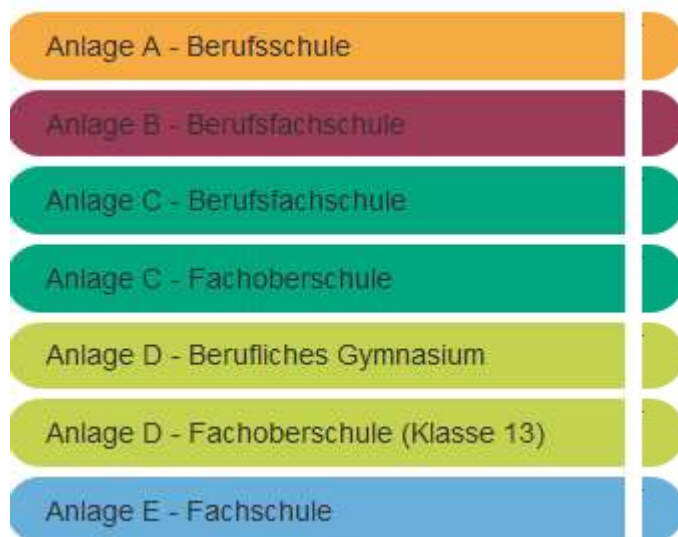 Anlage A - Berufsschule
Anlage B - Berufsfachschule
Anlage C - Berufsfachschule
Anlage C - Fachoberschule
Anlage D - Berufliches Gymnasium
Anlage D - Fachoberschule (Klasse 13)
Anlage E - Fachschule